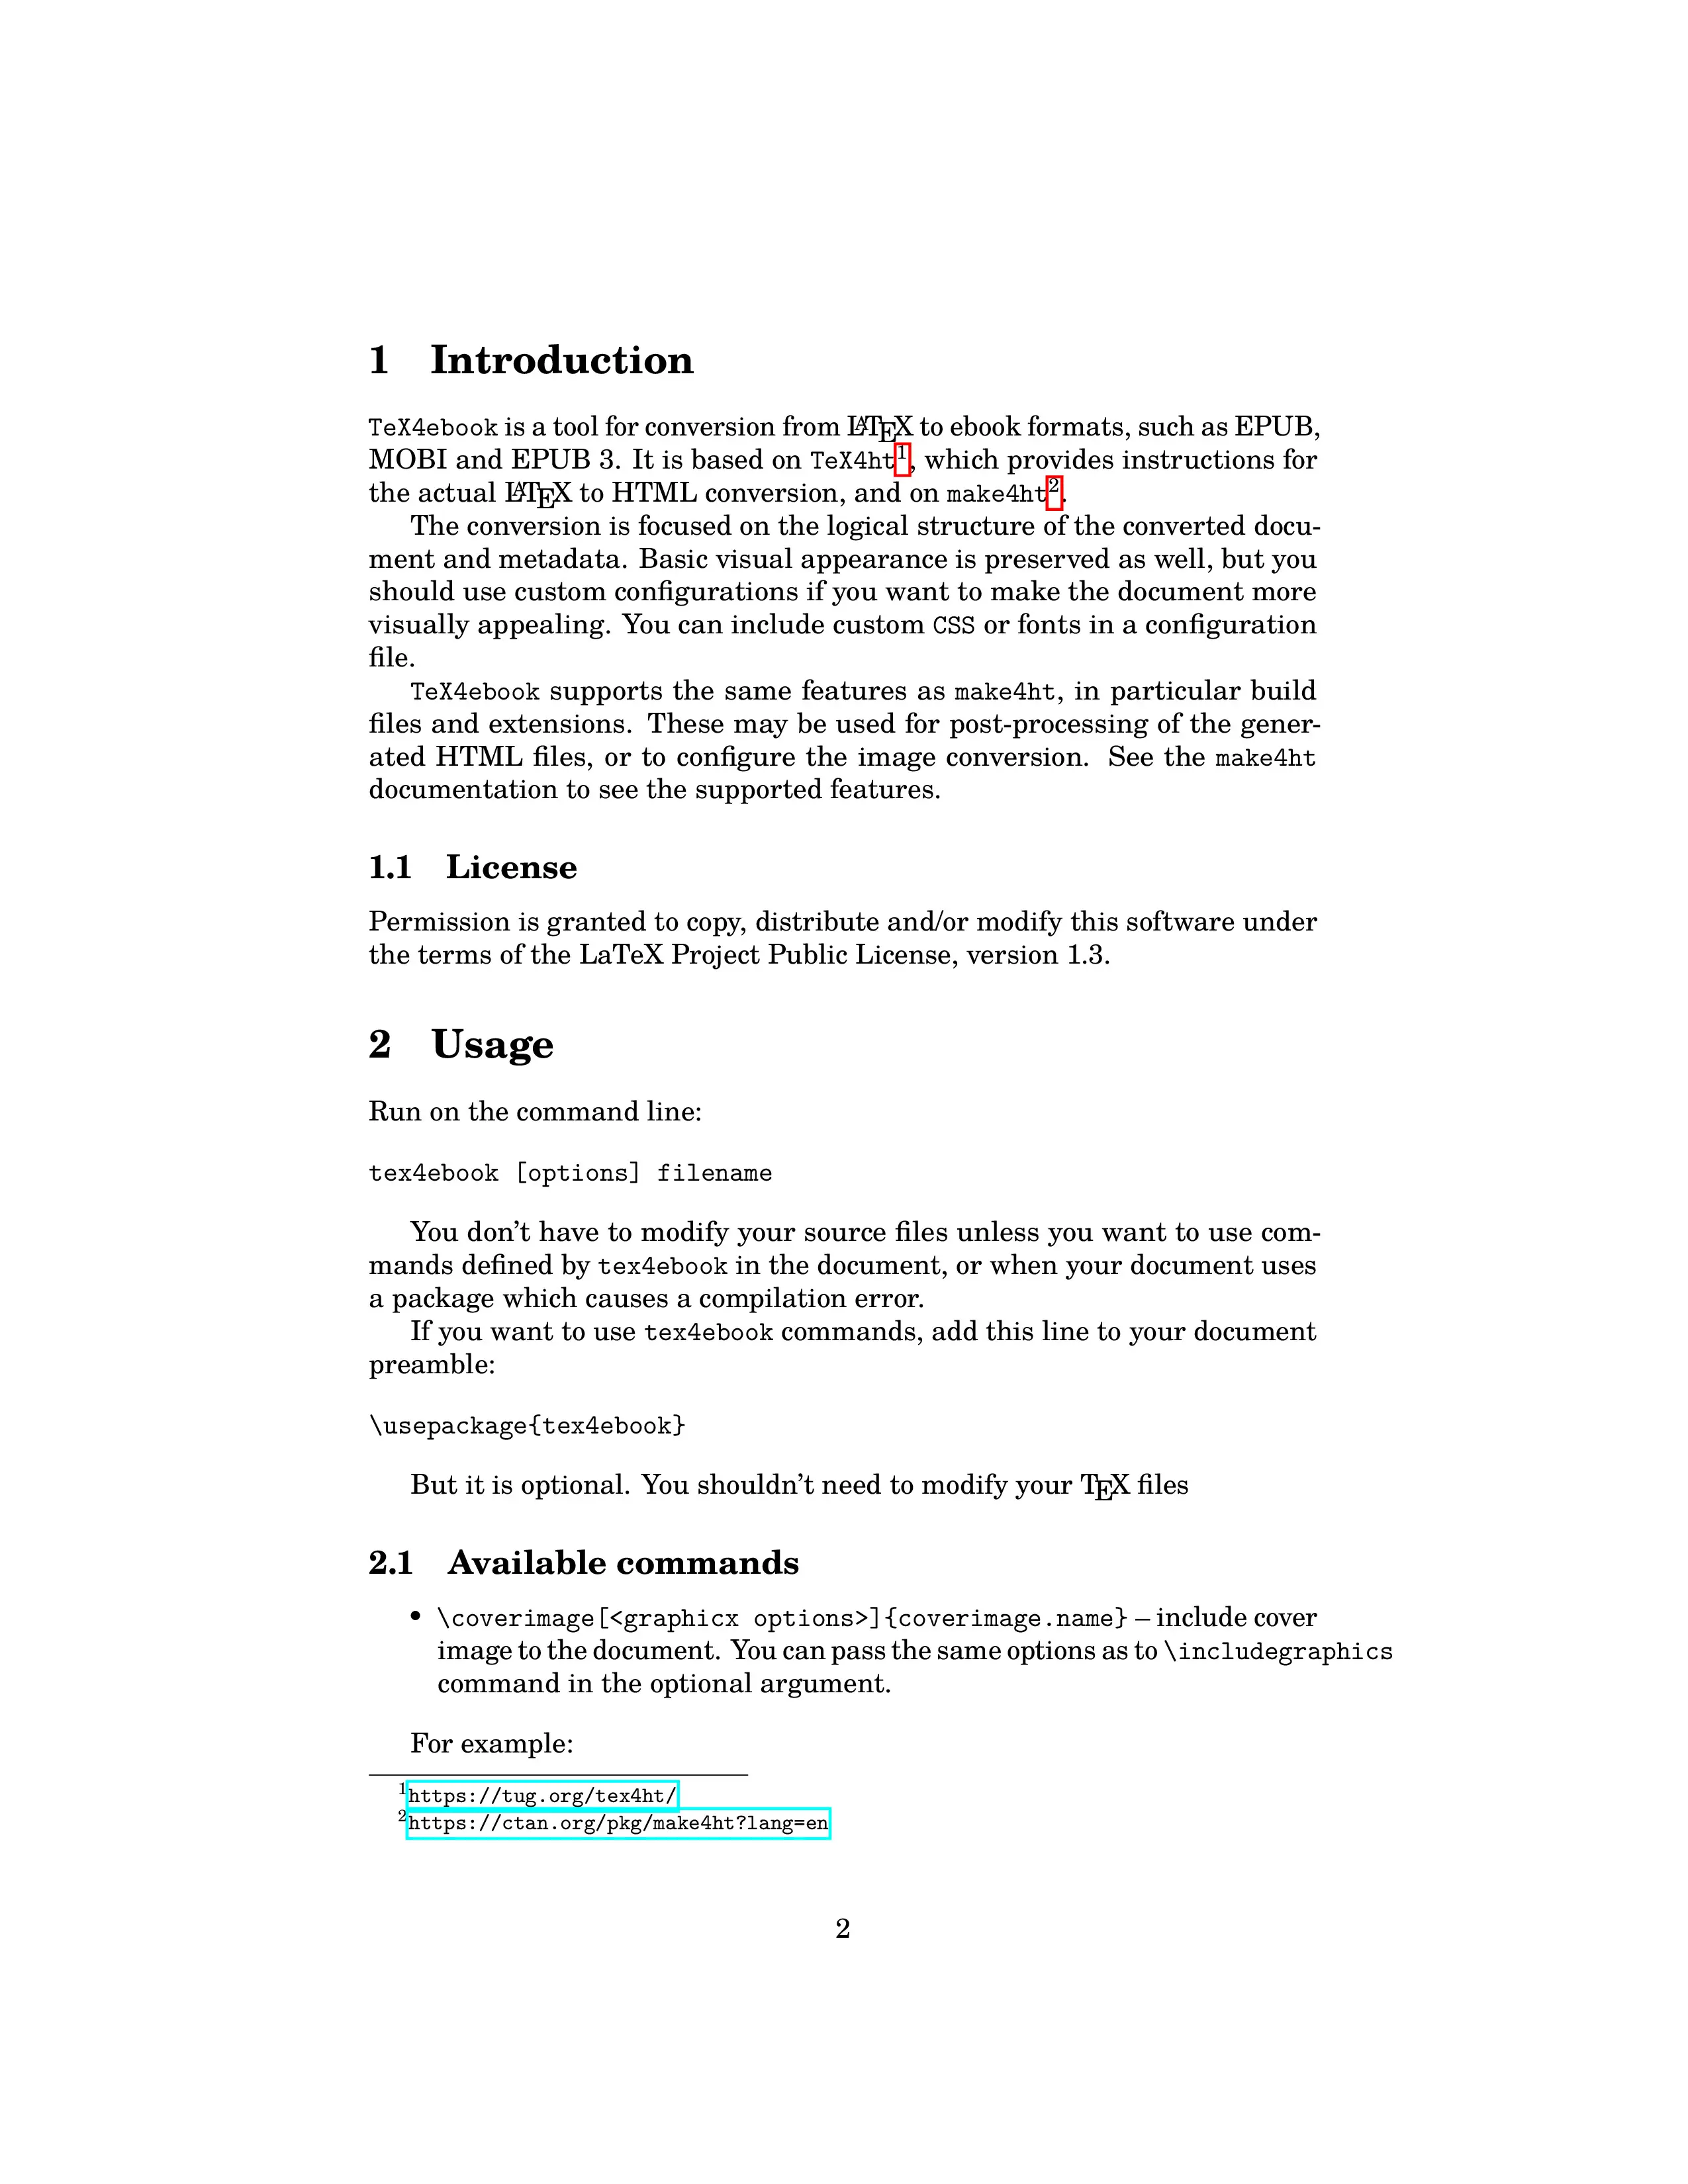 1 Introduction
TeX4ebook is a tool for conversion from LATEX to ebook formats, such as EPUB,
MOBI and EPUB 3. It is based on TeX4ht1, which provides instructions for
the actual LATEX to HTML conversion, and on make4ht2.
The conversion is focused on the logical structure of the converted docu-
ment and metadata. Basic visual appearance is preserved as well, but you
should use custom configurations if you want to make the document more
visually appealing. You can include custom CSS or fonts in a configuration
file.
TeX4ebook supports the same features as make4ht, in particular build
files and extensions. These may be used for post-processing of the gener-
ated HTML files, or to configure the image conversion. See the make4ht
documentation to see the supported features.
1.1 License
Permission is granted to copy, distribute and/or modify this software under
the terms of the LaTeX Project Public License, version 1.3.
2 Usage
Run on the command line:
tex4ebook [options] filename
You don’t have to modify your source files unless you want to use com-
mands defined by tex4ebook in the document, or when your document uses
a package which causes a compilation error.
If you want to use tex4ebook commands, add this line to your document
preamble:
\usepackage{tex4ebook}
But it is optional. You shouldn’t need to modify your TEX files
2.1 Available commands
• \coverimage[<graphicx options>]{coverimage.name} – include cover
image to the document. You can pass the same options as to \includegraphics
command in the optional argument.
For example:
1https://tug.org/tex4ht/
2https://ctan.org/pkg/make4ht?lang=en
2